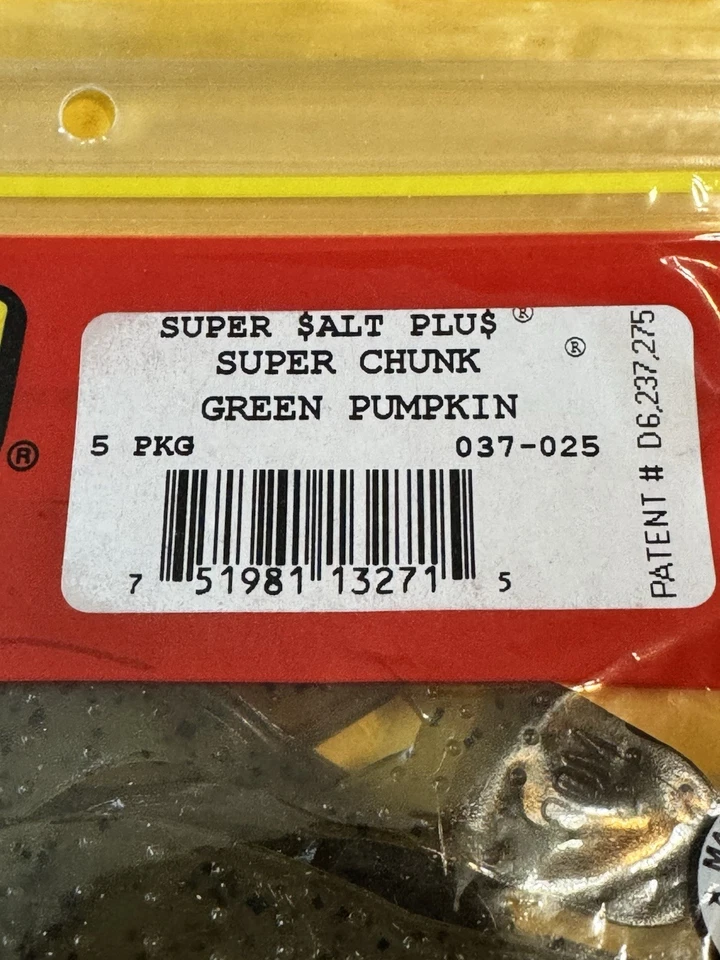 SUPER $ALT PLU$ ®
SUPER CHUNK ®
GREEN PUMPKIN
5 PKG 037-025
7 51981 13271 5
PATENT # D6,237,275
®